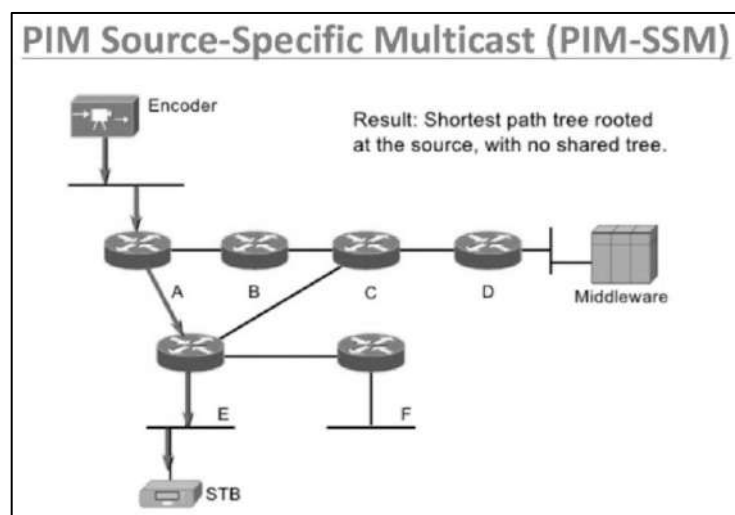 PIM Source-Specific Multicast (PIM-SSM)
Encoder
Result: Shortest path tree rooted
at the source, with no shared tree.
A
B
C
D
Middleware
E
F
STB